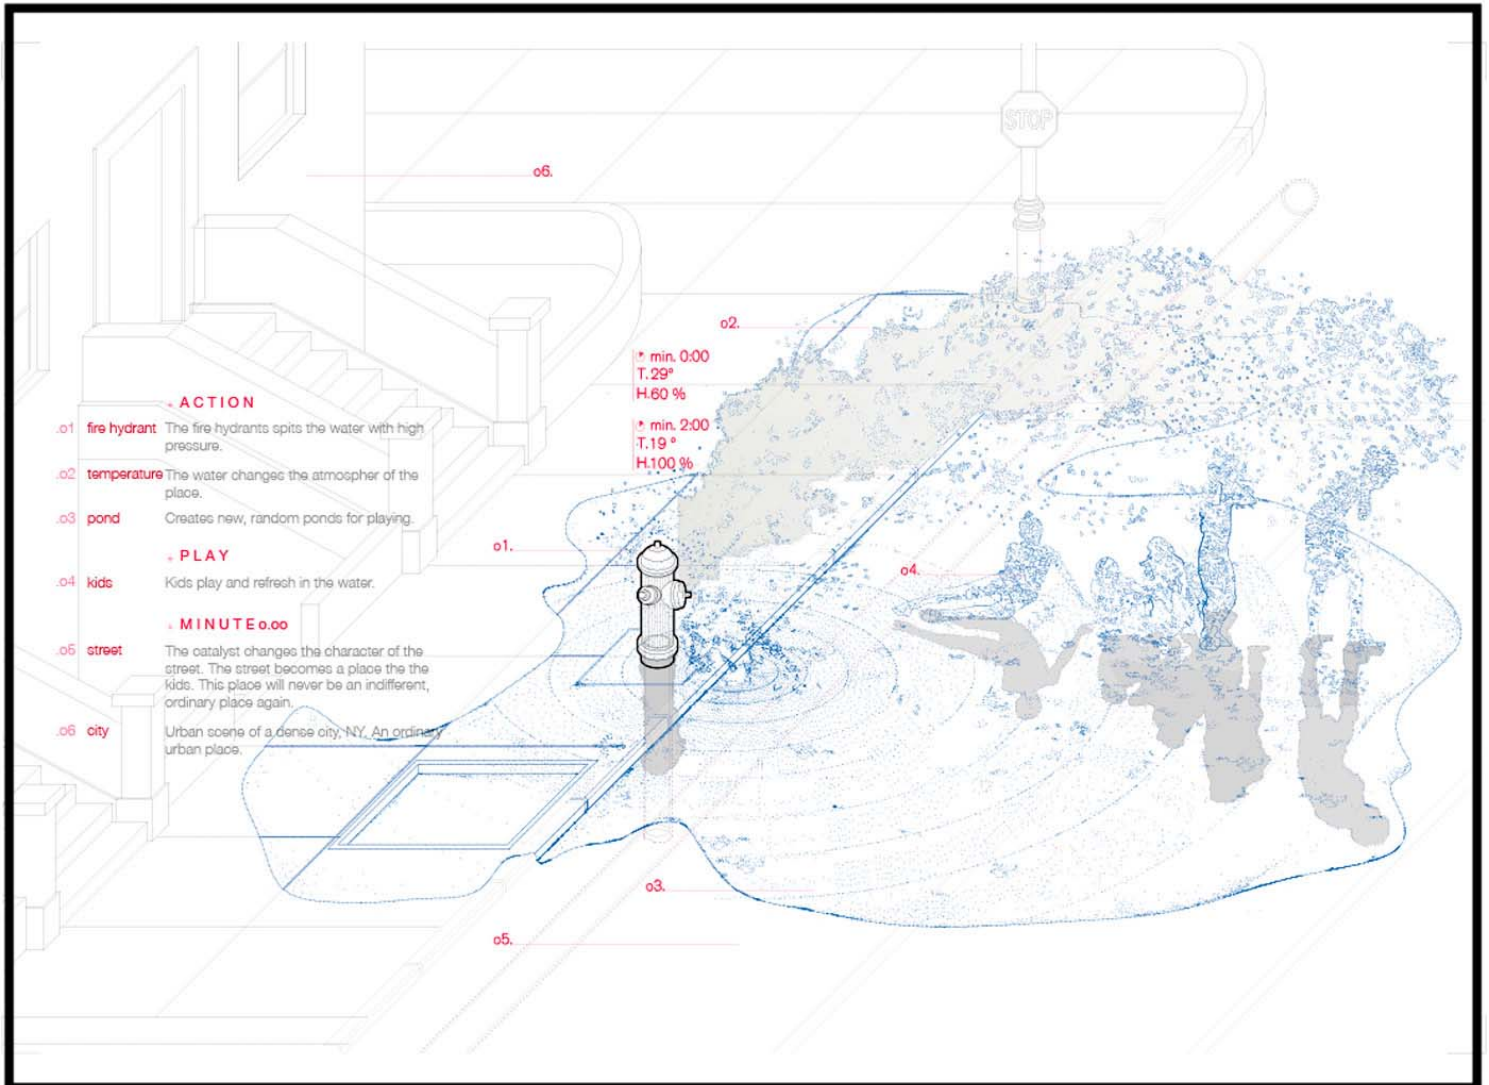 STOP
o6.
o2.
min. 0:00
T. 29°
H.60 %
min. 2:00
T.19 °
H.100 %
+ ACTION
.o1 fire hydrant The fire hydrants spits the water with high
pressure.
.o2 temperature The water changes the atmospher of the
place.
.o3 pond Creates new, random ponds for playing.
+ PLAY
.o4 kids Kids play and refresh in the water.
+ MINUTE 0.00
.o5 street The catalyst changes the character of the
street. The street becomes a place the the
kids. This place will never be an indifferent,
ordinary place again.
.o6 city Urban scene of a dense city, NY. An ordinary
urban place.
o1.
o4.
o3.
o5.